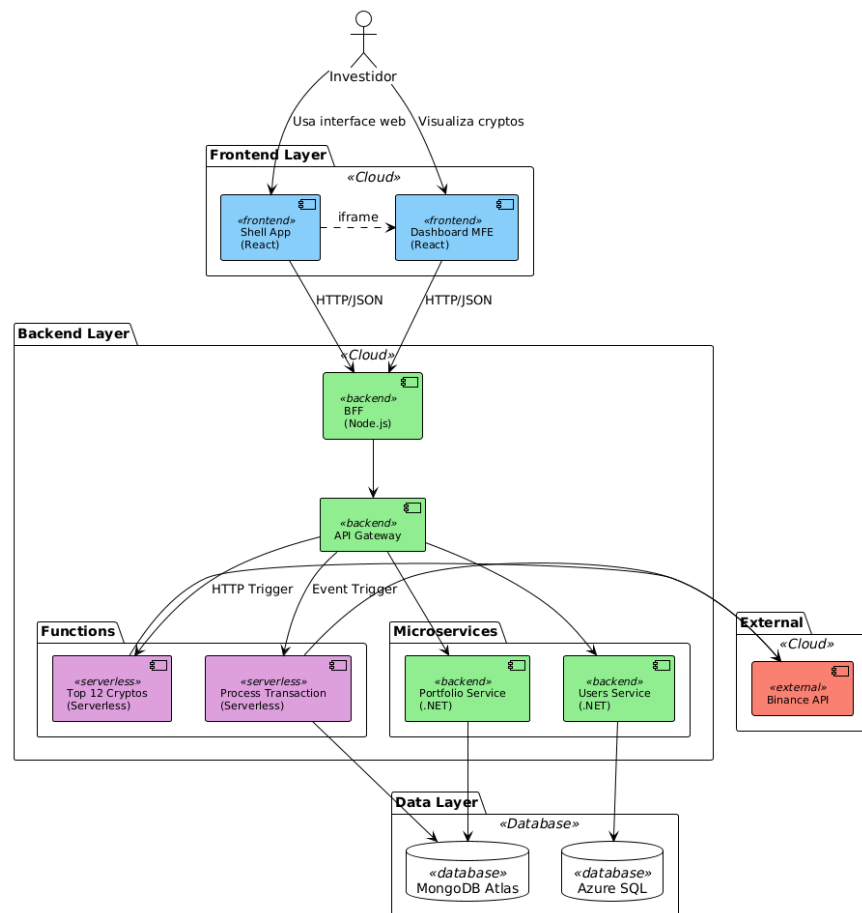 Investidor
Usa interface web
Visualiza cryptos
Frontend Layer
«Cloud»
«frontend»
Shell App
(React)
iframe
«frontend»
Dashboard MFE
(React)
HTTP/JSON
HTTP/JSON
Backend Layer
«Cloud»
«backend»
BFF
(Node.js)
«backend»
API Gateway
HTTP Trigger
Event Trigger
Functions
«serverless»
Top 12 Cryptos
(Serverless)
«serverless»
Process Transaction
(Serverless)
Microservices
«backend»
Portfolio Service
(.NET)
«backend»
Users Service
(.NET)
External
«Cloud»
«external»
Binance API
Data Layer
«Database»
«database»
MongoDB Atlas
«database»
Azure SQL